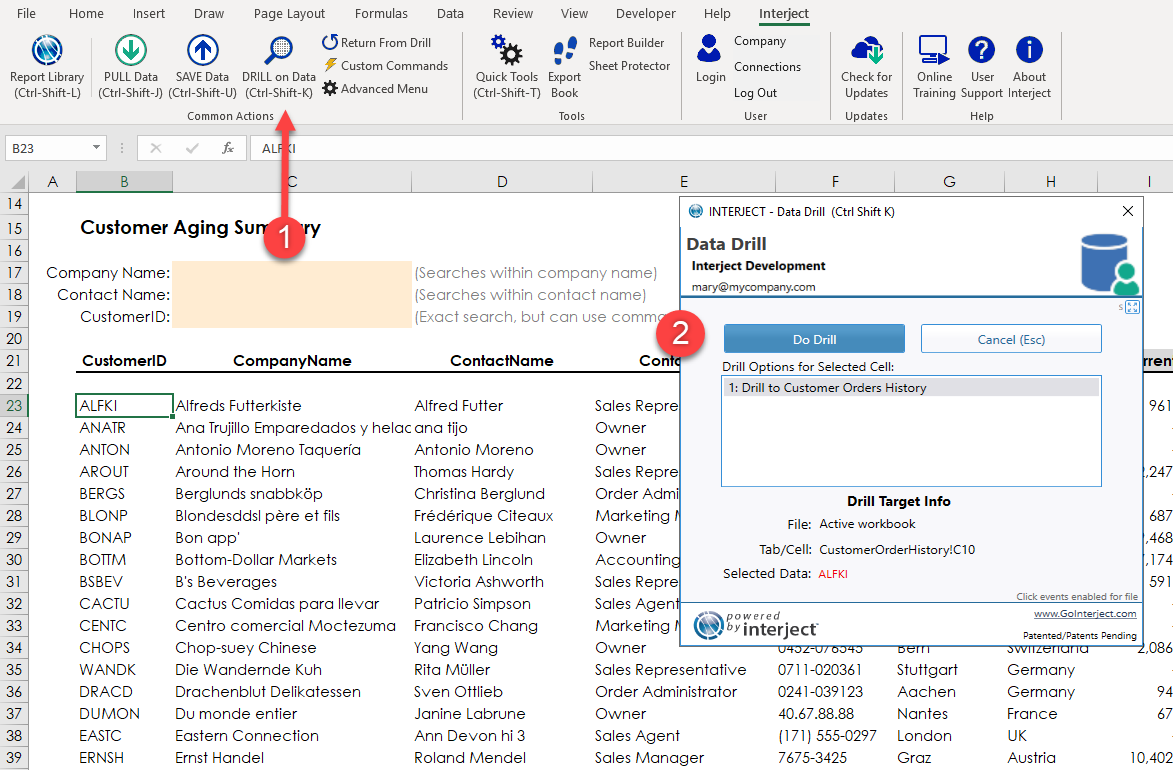 File Home Insert Draw Page Layout Formulas Data Review View Developer Help Interject
Report Library (Ctrl-Shift-L)
PULL Data (Ctrl-Shift-J)
SAVE Data (Ctrl-Shift-U)
DRILL on Data (Ctrl-Shift-K)
Return From Drill
Custom Commands
Advanced Menu
Common Actions
Quick Tools (Ctrl-Shift-T)
Export Book
Report Builder
Sheet Protector
Tools
Login
Company
Connections
Log Out
User
Check for Updates
Updates
Online Training
User Support
About Interject
Help
B23 fx ALFKI
A B C D E F G H I
14
15 Customer Aging Summary
1
16
17 Company Name: (Searches within company name)
18 Contact Name: (Searches within contact name)
19 CustomerID: (Exact search, but can use comma
20
21 CustomerID CompanyName ContactName
22
23 ALFKI Alfreds Futterkiste Alfred Futter Sales Repre 961
24 ANATR Ana Trujillo Emparedados y helac ana tijo Owner
25 ANTON Antonio Moreno Taquería Antonio Moreno Owner
26 AROUT Around the Horn Thomas Hardy Sales Repre ,247
27 BERGS Berglunds snabbköp Christina Berglund Order Admi
28 BLONP Blondesddsl père et fils Frédérique Citeaux Marketing M 687
29 BONAP Bon app' Laurence Lebihan Owner ,468
30 BOTTM Bottom-Dollar Markets Elizabeth Lincoln Accounting ,174
31 BSBEV B's Beverages Victoria Ashworth Sales Repre 591
32 CACTU Cactus Comidas para llevar Patricio Simpson Sales Agent
33 CENTC Centro comercial Moctezuma Francisco Chang Marketing M
34 CHOPS Chop-suey Chinese Yang Wang Owner 0452-076545 Bern Switzerland 2,086
35 WANDK Die Wandernde Kuh Rita Müller Sales Representative 0711-020361 Stuttgart Germany
36 DRACD Drachenblut Delikatessen Sven Ottlieb Order Administrator 0241-039123 Aachen Germany 94
37 DUMON Du monde entier Janine Labrune Owner 40.67.88.88 Nantes France 67
38 EASTC Eastern Connection Ann Devon hi 3 Sales Agent (171) 555-0297 London UK
39 ERNSH Ernst Handel Roland Mendel Sales Manager 7675-3425 Graz Austria 10,402
INTERJECT - Data Drill (Ctrl Shift K)
Data Drill
Interject Development
mary@mycompany.com
2
Do Drill Cancel (Esc)
Drill Options for Selected Cell:
1: Drill to Customer Orders History
Drill Target Info
File: Active workbook
Tab/Cell: CustomerOrderHistory!C10
Selected Data: ALFKI
Click events enabled for file
powered by interject
www.GoInterject.com
Patented/Patents Pending